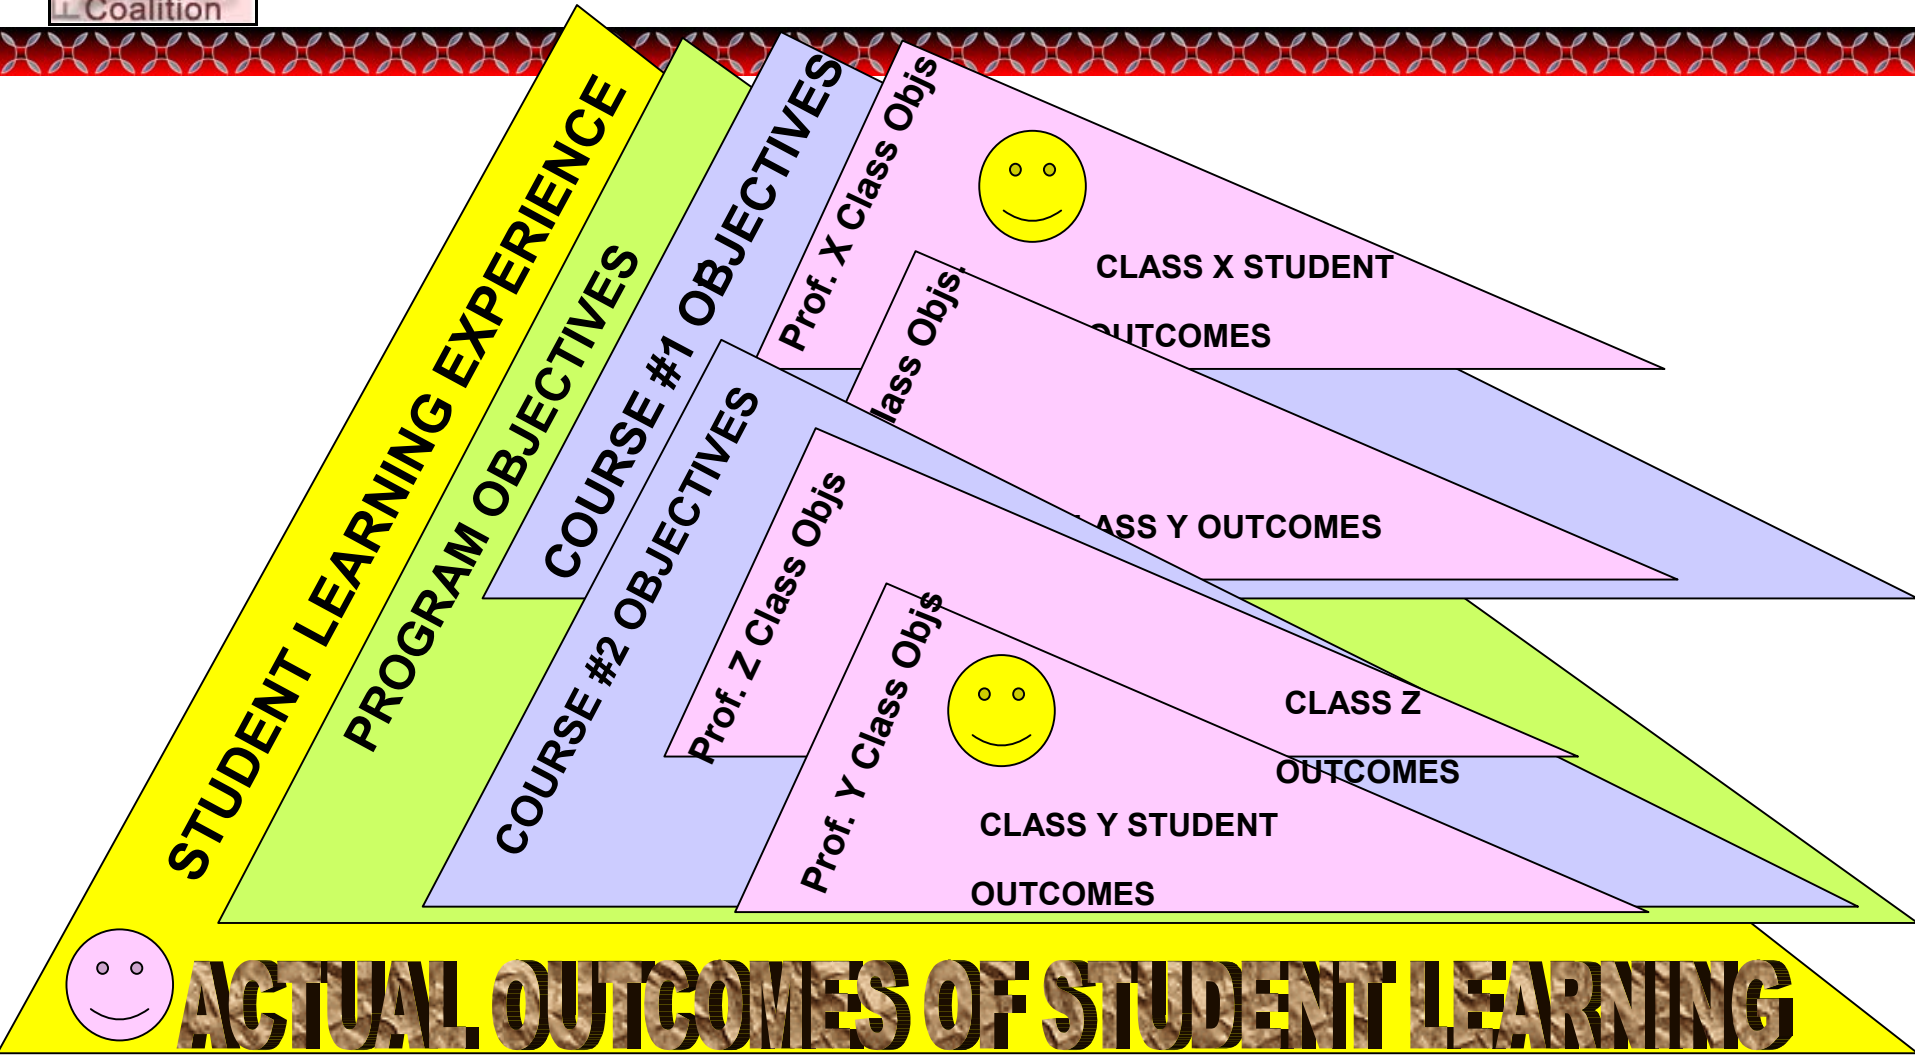 Coalition
STUDENT LEARNING EXPERIENCE
PROGRAM OBJECTIVES
COURSE #1 OBJECTIVES
Prof. X Class Objs
CLASS X STUDENT
OUTCOMES
lass Objs.
LASS Y OUTCOMES
COURSE #2 OBJECTIVES
Prof. Z Class Objs
CLASS Z
OUTCOMES
Prof. Y Class Objs
CLASS Y STUDENT
OUTCOMES
ACTUAL OUTCOMES OF STUDENT LEARNING